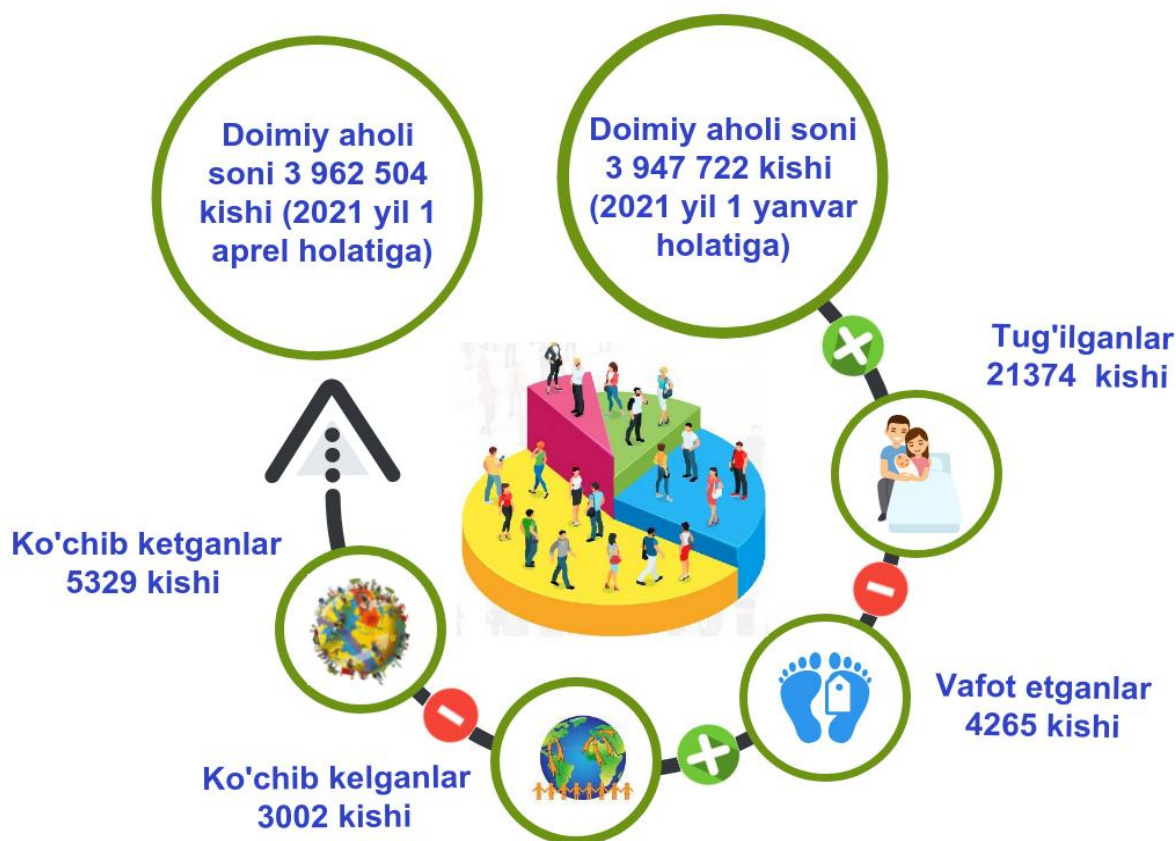 Doimiy aholi
soni 3 962 504
kishi (2021 yil 1
aprel holatiga)
Doimiy aholi soni
3 947 722 kishi
(2021 yil 1 yanvar
holatiga)
Tug'ilganlar
21374 kishi
Ko'chib ketganlar
5329 kishi
Vafot etganlar
4265 kishi
Ko'chib kelganlar
3002 kishi